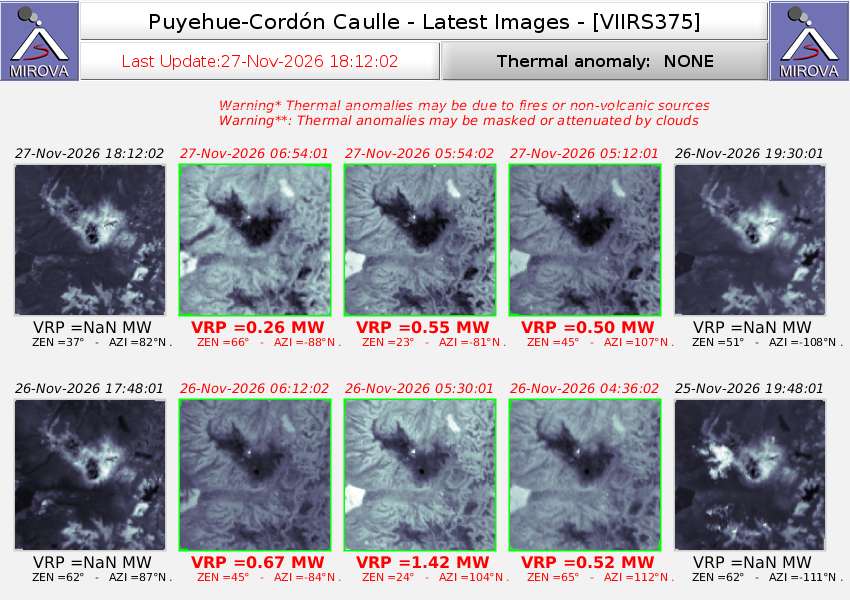 Puyehue-Cordón Caulle - Latest Images - [VIIRS375]
MIROVA
Last Update:27-Nov-2026 18:12:02
Thermal anomaly: NONE
MIROVA
Warning* Thermal anomalies may be due to fires or non-volcanic sources
Warning**: Thermal anomalies may be masked or attenuated by clouds
27-Nov-2026 18:12:02 27-Nov-2026 06:54:01 27-Nov-2026 05:54:02 27-Nov-2026 05:12:01 26-Nov-2026 19:30:01
VRP =NaN MW VRP =0.26 MW VRP =0.55 MW VRP =0.50 MW VRP =NaN MW
ZEN =37° - AZI =82°N . ZEN =66° - AZI =-88°N . ZEN =23° - AZI =-81°N . ZEN =45° - AZI =107°N . ZEN =51° - AZI =-108°N .
26-Nov-2026 17:48:01 26-Nov-2026 06:12:02 26-Nov-2026 05:30:01 26-Nov-2026 04:36:02 25-Nov-2026 19:48:01
VRP =NaN MW VRP =0.67 MW VRP =1.42 MW VRP =0.52 MW VRP =NaN MW
ZEN =62° - AZI =87°N . ZEN =45° - AZI =-84°N . ZEN =24° - AZI =104°N . ZEN =65° - AZI =112°N . ZEN =62° - AZI =-111°N .